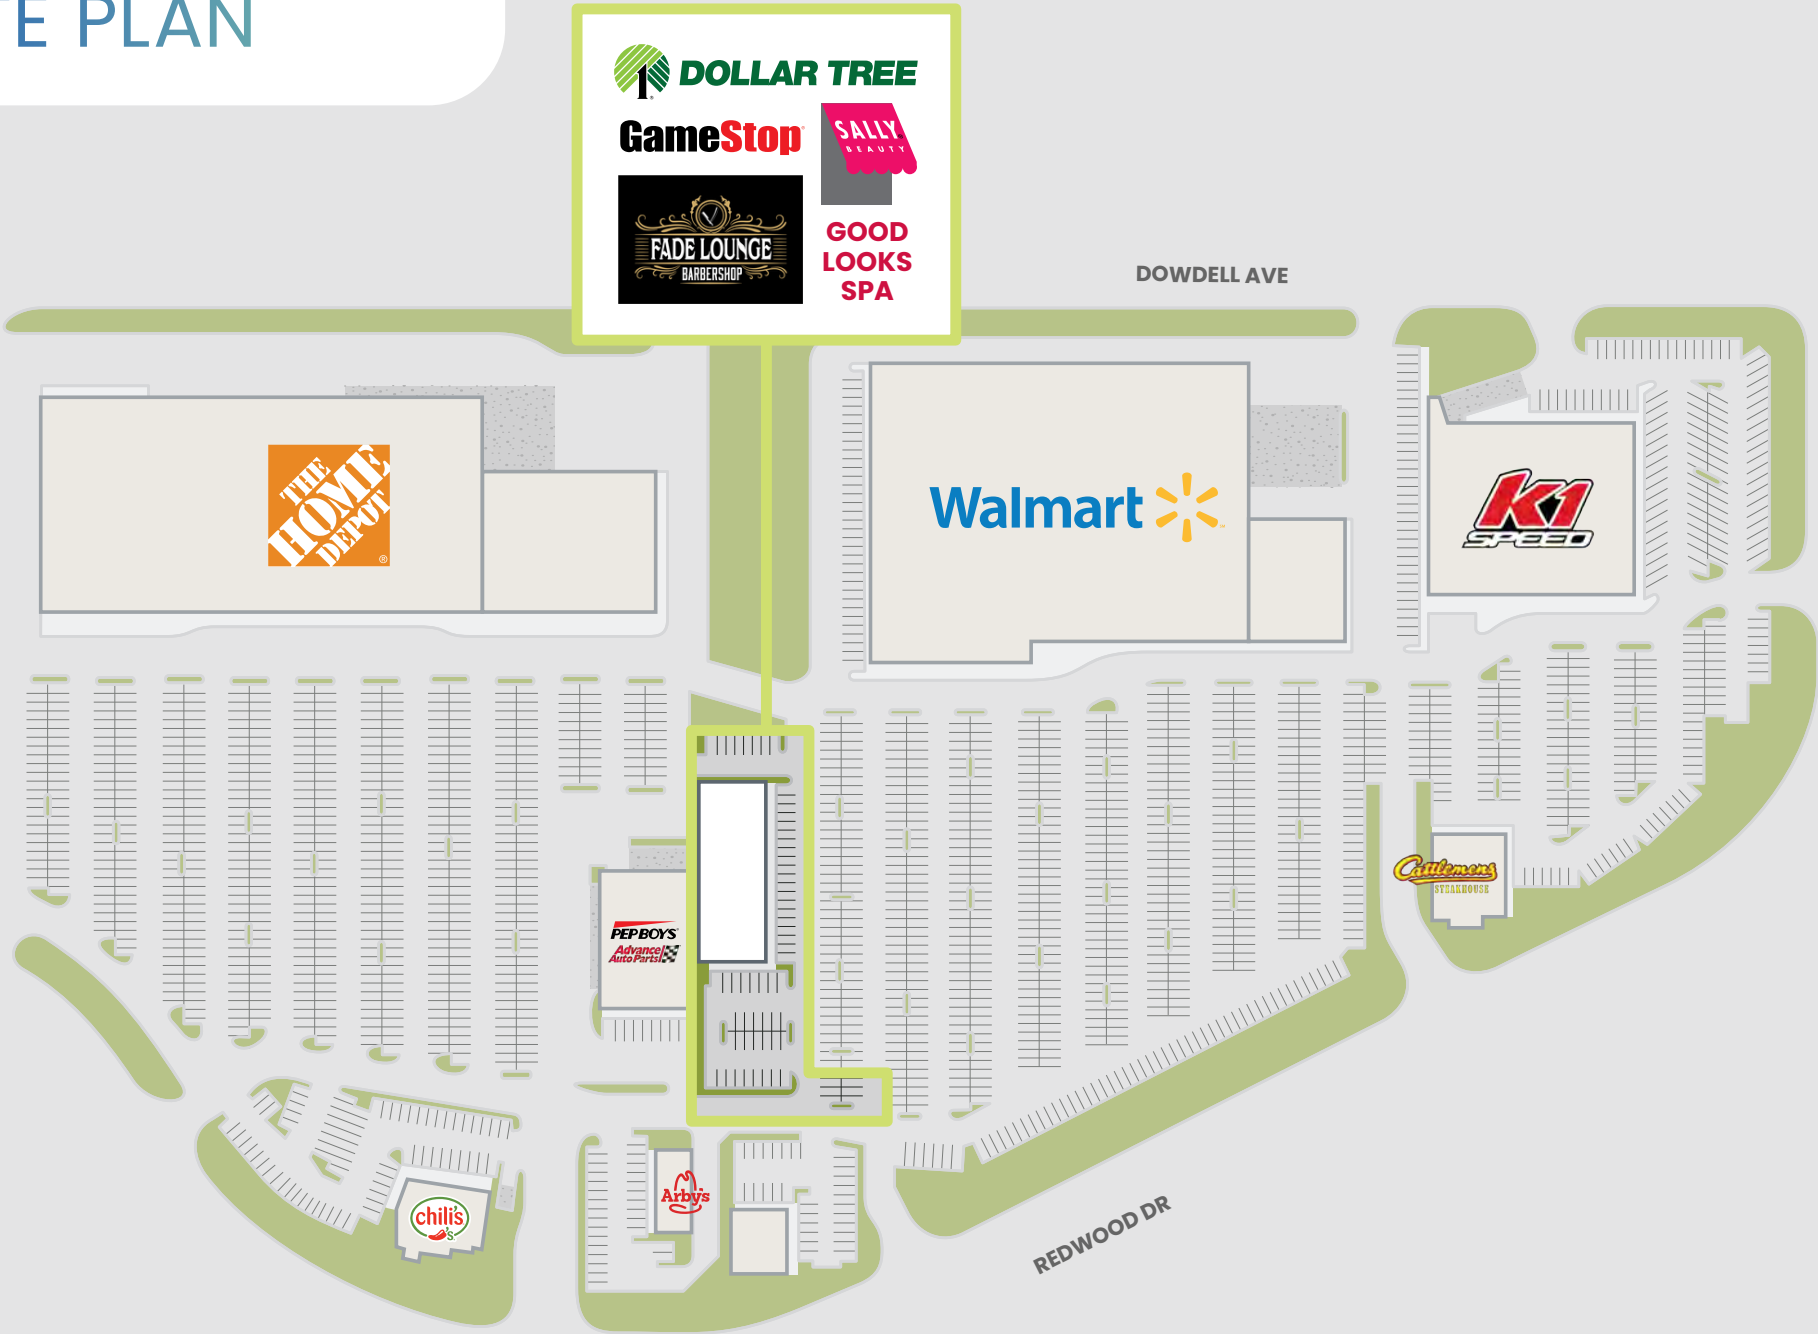 TE PLAN
DOLLAR TREE
GameStop
SALLY
BEAUTY
FADE LOUNGE
BARBERSHOP
GOOD
LOOKS
SPA
DOWDELL AVE
THE
HOME
DEPOT
Walmart
K1
SPEED
Cattlemens
STEAKHOUSE
PEP BOYS
Advance
Auto Parts
chili's
Arby's
REDWOOD DR